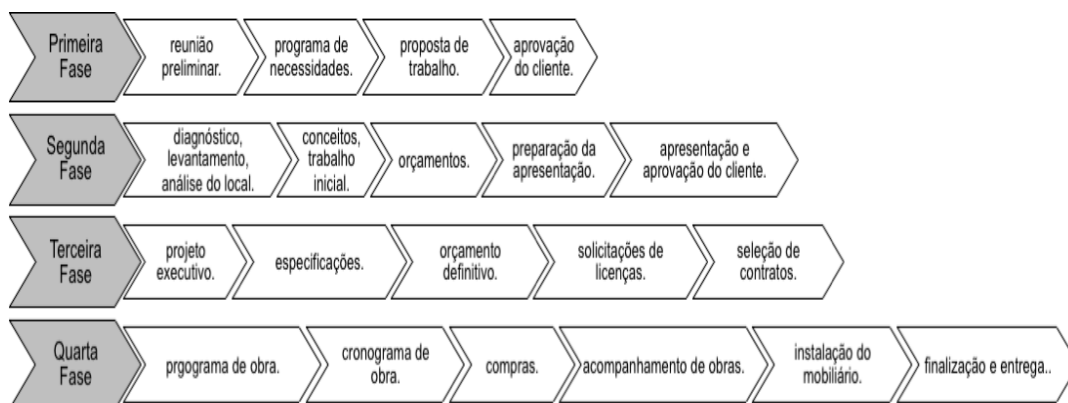 Primeira
Fase
reunião
preliminar.
programa de
necessidades.
proposta de
trabalho.
aprovação
do cliente.
Segunda
Fase
diagnóstico,
levantamento,
análise do local.
conceitos,
trabalho
inicial.
orçamentos.
preparação da
apresentação.
apresentação e
aprovação do cliente.
Terceira
Fase
projeto
executivo.
especificações.
orçamento
definitivo.
solicitações de
licenças.
seleção de
contratos.
Quarta
Fase
prgograma de obra.
cronograma de
obra.
compras.
acompanhamento de obras.
instalação do
mobiliário.
finalização e entrega..